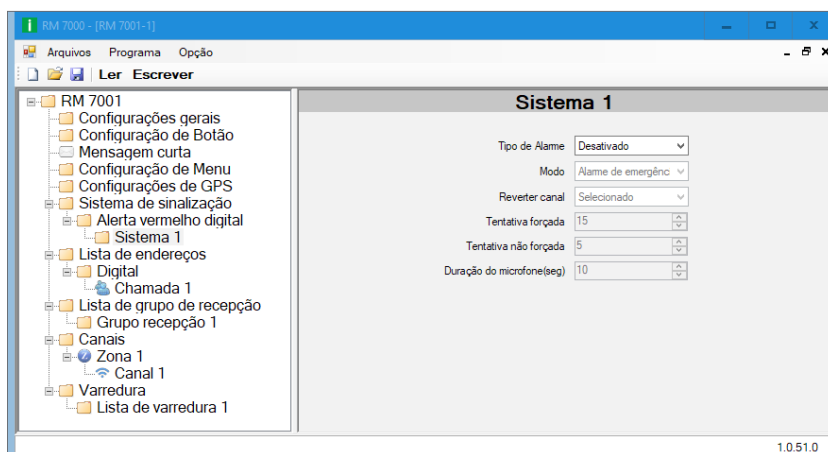 RM 7000 - [RM 7001-1]
Arquivos Programa Opção
Ler Escrever
RM 7001
Configurações gerais
Configuração de Botão
Mensagem curta
Configuração de Menu
Configurações de GPS
Sistema de sinalização
Alerta vermelho digital
Sistema 1
Lista de endereços
Digital
Chamada 1
Lista de grupo de recepção
Grupo recepção 1
Canais
Zona 1
Canal 1
Varredura
Lista de varredura 1
Sistema 1
Tipo de Alarme Desativado
Modo Alarme de emergênc
Reverter canal Selecionado
Tentativa forçada 15
Tentativa não forçada 5
Duração do microfone(seg) 10
1.0.51.0